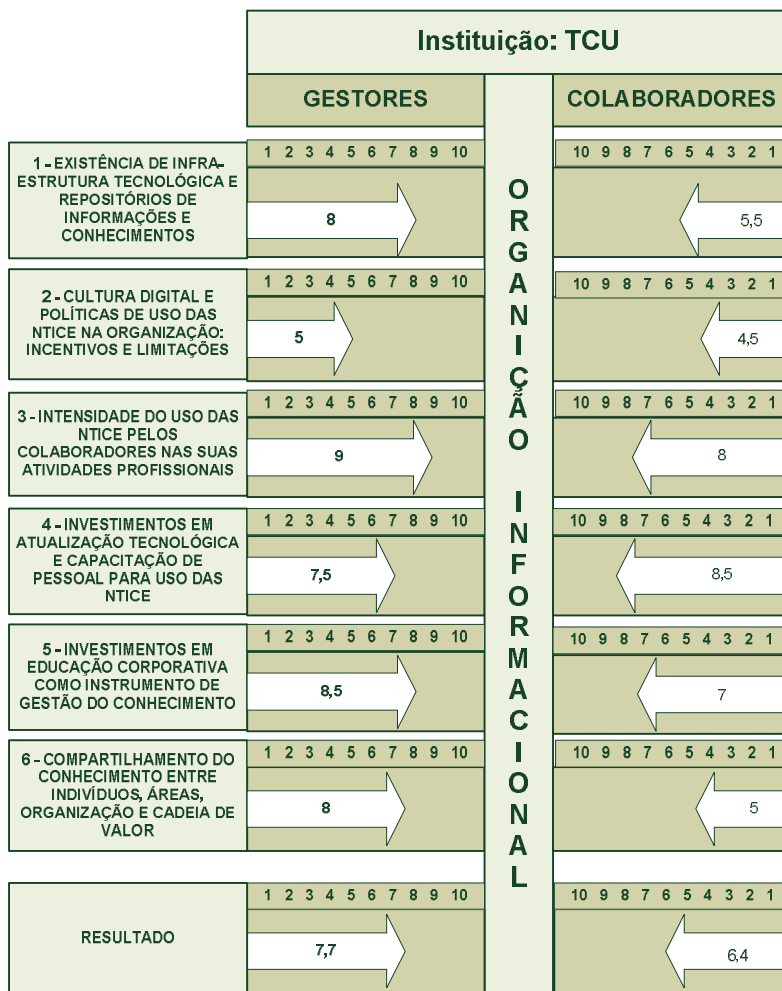 Instituição: TCU
GESTORES
COLABORADORES
ORGANIÇÃO INFORMACIONAL
1 - EXISTÊNCIA DE INFRA-
ESTRUTURA TECNOLÓGICA E
REPOSITÓRIOS DE
INFORMAÇÕES E
CONHECIMENTOS
1 2 3 4 5 6 7 8 9 10
8
10 9 8 7 6 5 4 3 2 1
5,5
2 - CULTURA DIGITAL E
POLÍTICAS DE USO DAS
NTICE NA ORGANIZAÇÃO:
INCENTIVOS E LIMITAÇÕES
1 2 3 4 5 6 7 8 9 10
5
10 9 8 7 6 5 4 3 2 1
4,5
3 - INTENSIDADE DO USO DAS
NTICE PELOS
COLABORADORES NAS SUAS
ATIVIDADES PROFISSIONAIS
1 2 3 4 5 6 7 8 9 10
9
10 9 8 7 6 5 4 3 2 1
8
4 - INVESTIMENTOS EM
ATUALIZAÇÃO TECNOLÓGICA
E CAPACITAÇÃO DE
PESSOAL PARA USO DAS
NTICE
1 2 3 4 5 6 7 8 9 10
7,5
10 9 8 7 6 5 4 3 2 1
8,5
5 - INVESTIMENTOS EM
EDUCAÇÃO CORPORATIVA
COMO INSTRUMENTO DE
GESTÃO DO CONHECIMENTO
1 2 3 4 5 6 7 8 9 10
8,5
10 9 8 7 6 5 4 3 2 1
7
6 - COMPARTILHAMENTO DO
CONHECIMENTO ENTRE
INDIVÍDUOS, ÁREAS,
ORGANIZAÇÃO E CADEIA DE
VALOR
1 2 3 4 5 6 7 8 9 10
8
10 9 8 7 6 5 4 3 2 1
5
RESULTADO
1 2 3 4 5 6 7 8 9 10
7,7
10 9 8 7 6 5 4 3 2 1
6,4